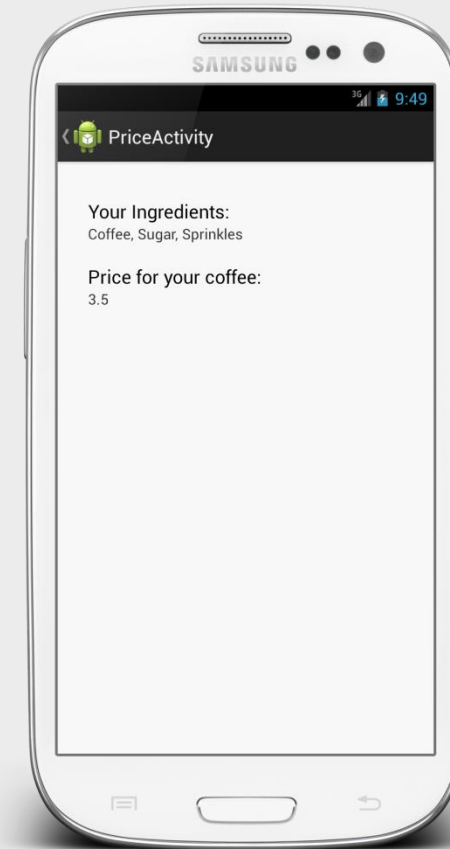 SAMSUNG
3G 9:49
PriceActivity
Your Ingredients:
Coffee, Sugar, Sprinkles
Price for your coffee:
3.5